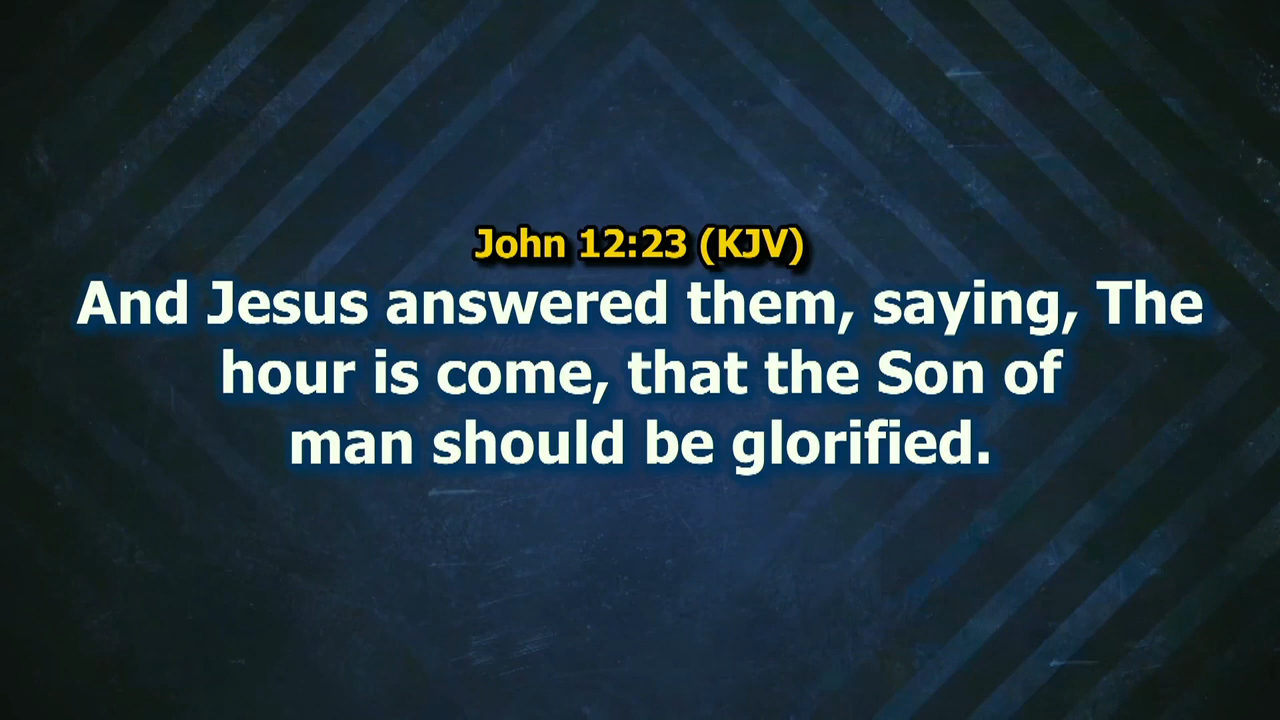 John 12:23 (KJV)
And Jesus answered them, saying, The
hour is come, that the Son of
man should be glorified.